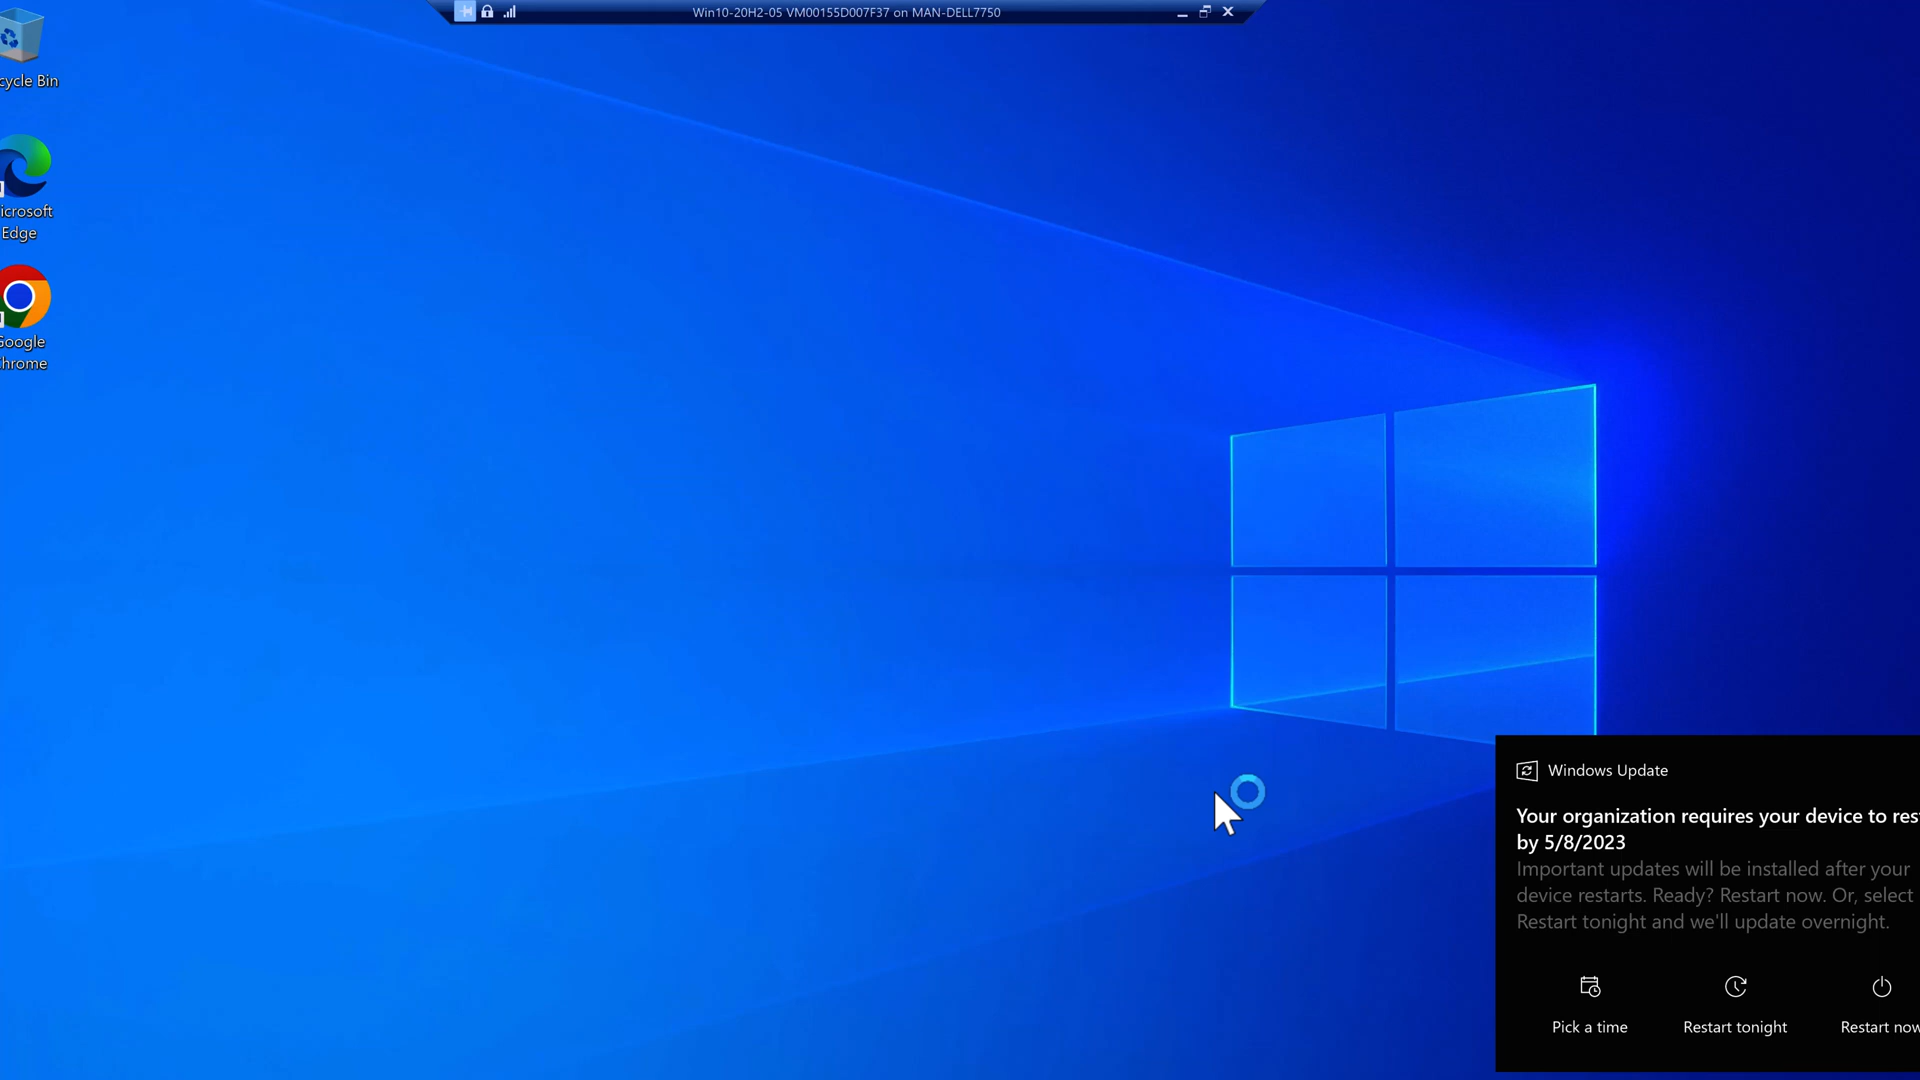 Win10-20H2-05 VM00155D007F37 on MAN-DELL7750
cycle Bin
icrosoft
Edge
Google
hrome
Windows Update
Your organization requires your device to res
by 5/8/2023
Important updates will be installed after your
device restarts. Ready? Restart now. Or, select
Restart tonight and we'll update overnight.
Pick a time
Restart tonight
Restart now